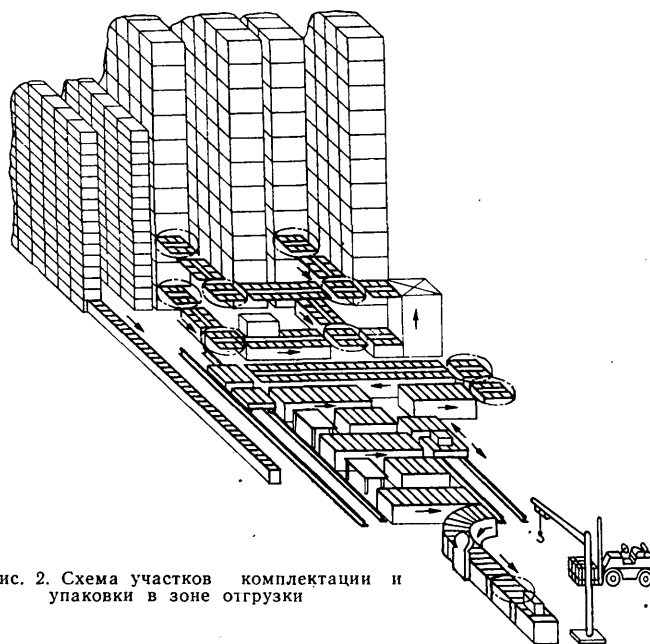 ис. 2. Схема участков комплектации и
упаковки в зоне отгрузки